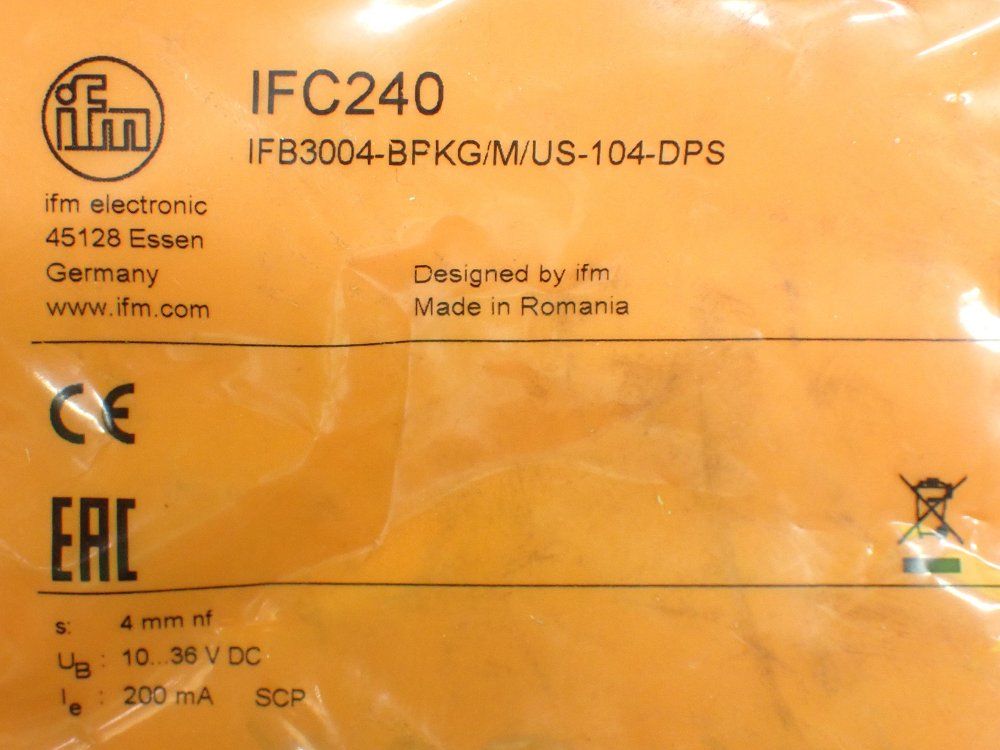 ifm
IFC240
IFB3004-BPKG/M/US-104-DPS
ifm electronic
45128 Essen
Germany
www.ifm.com
Designed by ifm
Made in Romania
CE
EAC
s: 4 mm nf
UB : 10...36 V DC
Ie : 200 mA SCP